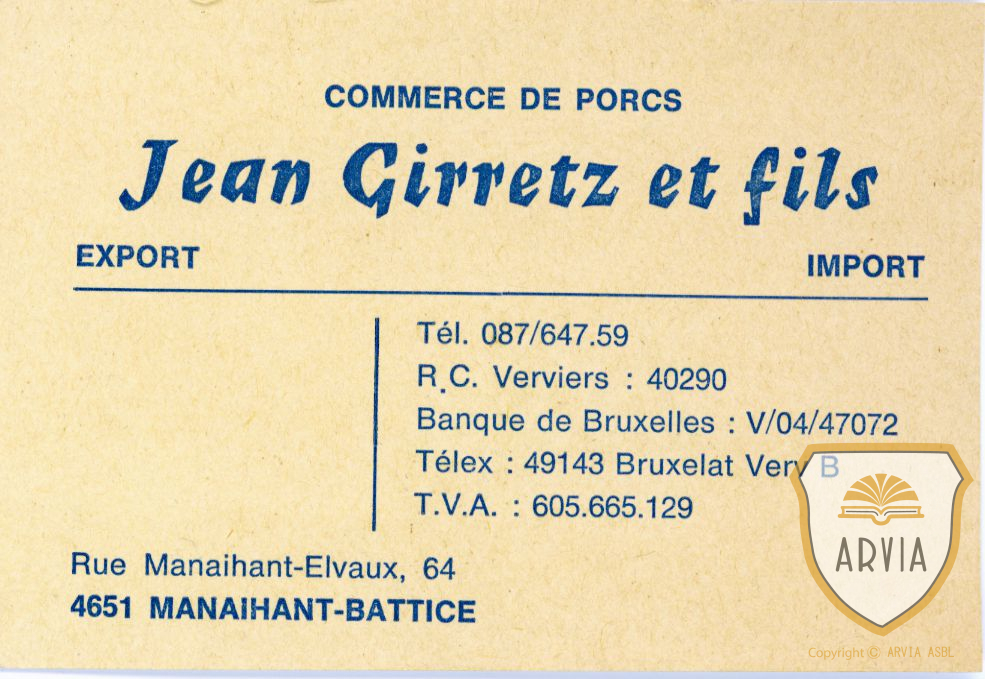 COMMERCE DE PORCS
Jean Girretz et fils
EXPORT
IMPORT
Tél. 087/647.59
R.C. Verviers : 40290
Banque de Bruxelles : V/04/47072
Télex : 49143 Bruxelat Verv B
T.V.A. : 605.665.129
Rue Manaihant-Elvaux, 64
4651 MANAIHANT-BATTICE
ARVIA
Copyright © ARVIA ASBL